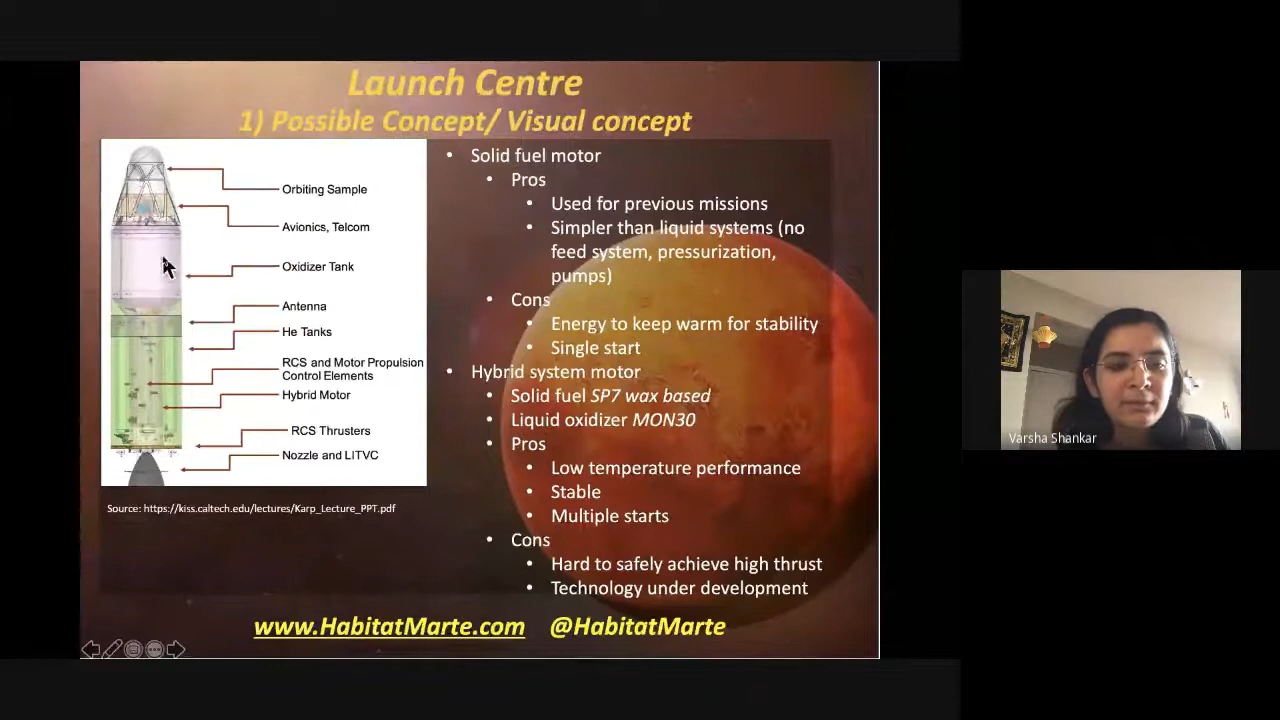 Launch Centre
1) Possible Concept/ Visual concept
Orbiting Sample
Avionics, Telcom
Oxidizer Tank
Antenna
He Tanks
RCS and Motor Propulsion
Control Elements
Hybrid Motor
RCS Thrusters
Nozzle and LITVC
Source: https://kiss.caltech.edu/lectures/Karp_Lecture_PPT.pdf
• Solid fuel motor
• Pros
• Used for previous missions
• Simpler than liquid systems (no
feed system, pressurization,
pumps)
• Cons
• Energy to keep warm for stability
• Single start
• Hybrid system motor
• Solid fuel SP7 wax based
• Liquid oxidizer MON30
• Pros
• Low temperature performance
• Stable
• Multiple starts
• Cons
• Hard to safely achieve high thrust
• Technology under development
www.HabitatMarte.com @HabitatMarte
Varsha Shankar